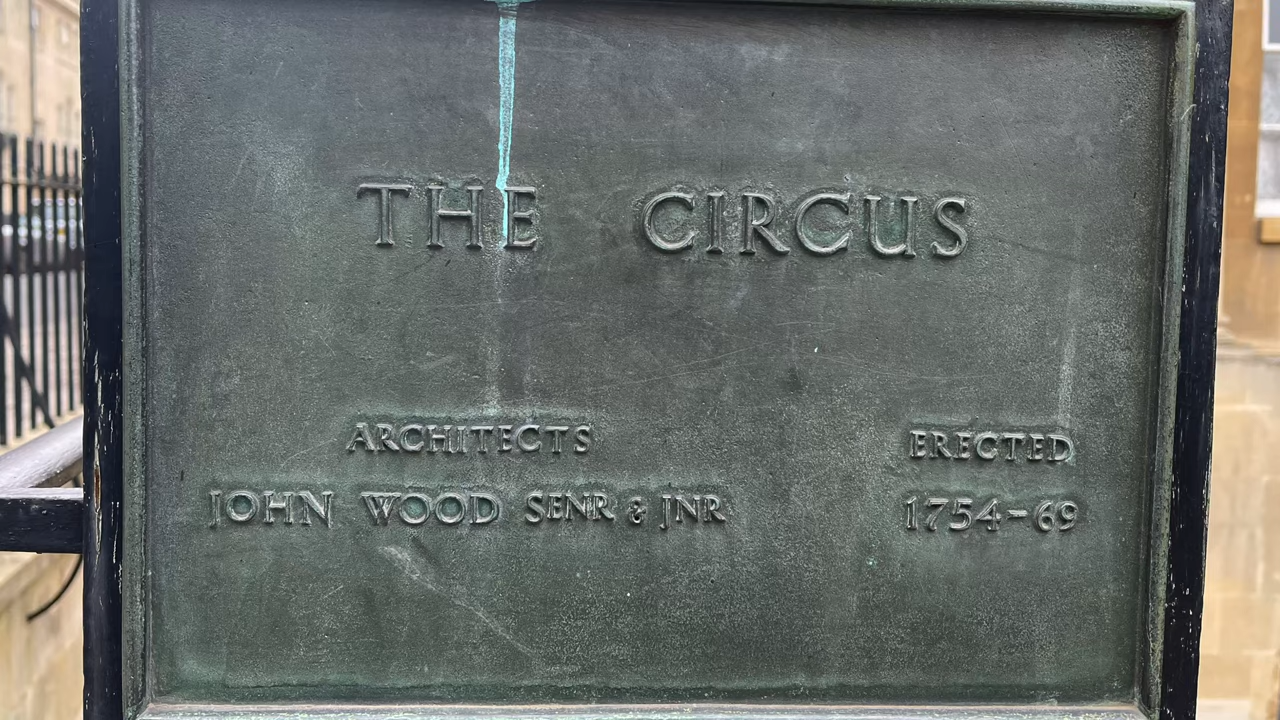 THE CIRCUS
ARCHITECTS
JOHN WOOD SENR & JNR
ERECTED
1754-69